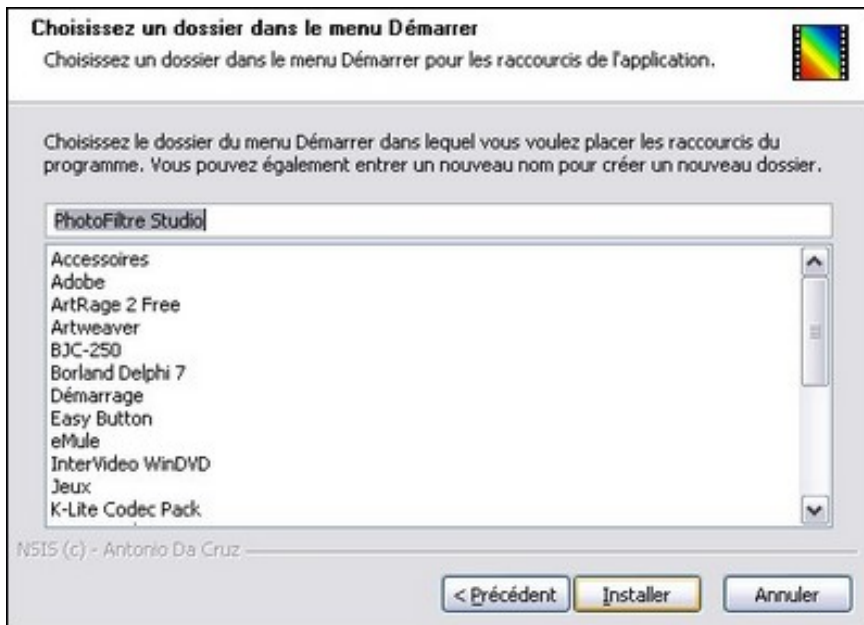 Choisissez un dossier dans le menu Démarrer
Choisissez un dossier dans le menu Démarrer pour les raccourcis de l'application.
Choisissez le dossier du menu Démarrer dans lequel vous voulez placer les raccourcis du
programme. Vous pouvez également entrer un nouveau nom pour créer un nouveau dossier.
PhotoFiltre Studio
Accessoires
Adobe
ArtRage 2 Free
Artweaver
BJC-250
Borland Delphi 7
Démarrage
Easy Button
eMule
InterVideo WinDVD
Jeux
K-Lite Codec Pack
NSIS (c) - Antonio Da Cruz
< Précédent
Installer
Annuler